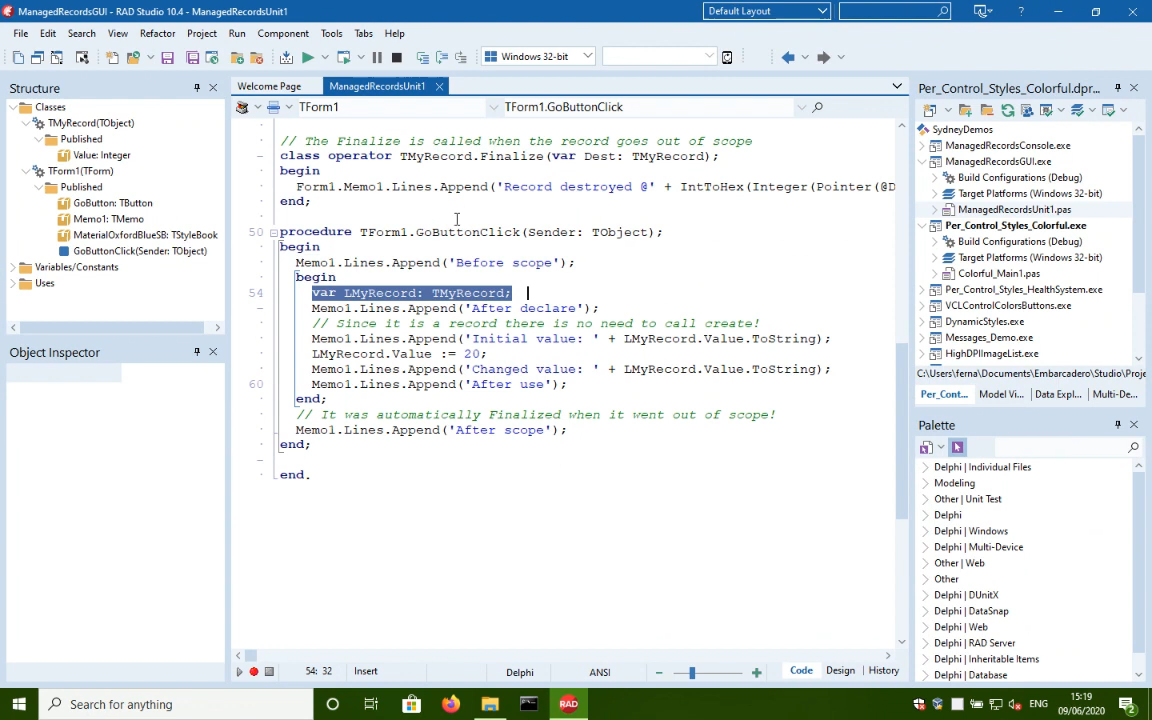 ManagedRecordsGUI - RAD Studio 10.4 - ManagedRecordsUnit1
Default Layout
?
File Edit Search View Refactor Project Run Component Tools Tabs Help
Windows 32-bit
Structure
Classes
TMyRecord(TObject)
Published
Value: Integer
TForm1(TForm)
Published
GoButton: TButton
Memo1: TMemo
MaterialOxfordBlueSB: TStyleBook
GoButtonClick(Sender: TObject)
Variables/Constants
Uses
Object Inspector
Welcome Page
ManagedRecordsUnit1
TForm1
TForm1.GoButtonClick
// The Finalize is called when the record goes out of scope
class operator TMyRecord.Finalize(var Dest: TMyRecord);
begin
Form1.Memo1.Lines.Append('Record destroyed @' + IntToHex(Integer(Pointer(@D
end;
50 procedure TForm1.GoButtonClick(Sender: TObject);
begin
Memo1.Lines.Append('Before scope');
begin
54 var LMyRecord: TMyRecord;
Memo1.Lines.Append('After declare');
// Since it is a record there is no need to call create!
Memo1.Lines.Append('Initial value: ' + LMyRecord.Value.ToString);
LMyRecord.Value := 20;
Memo1.Lines.Append('Changed value: ' + LMyRecord.Value.ToString);
60 Memo1.Lines.Append('After use');
end;
// It was automatically Finalized when it went out of scope!
Memo1.Lines.Append('After scope');
end;
end.
54: 32
Insert
Delphi
ANSI
Code
Design
History
Per_Control_Styles_Colorful.dpr...
SydneyDemos
ManagedRecordsConsole.exe
ManagedRecordsGUI.exe
Build Configurations (Debug)
Target Platforms (Windows 32-bit)
ManagedRecordsUnit1.pas
Per_Control_Styles_Colorful.exe
Build Configurations (Debug)
Target Platforms (Windows 32-bit)
Colorful_Main1.pas
Per_Control_Styles_HealthSystem.exe
VCLControlColorsButtons.exe
DynamicStyles.exe
Messages_Demo.exe
HighDPIImageList.exe
C:\Users\ferna\Documents\Embarcadero\Studio\Proje
Per_Cont...
Model Vi...
Data Expl...
Multi-De...
Palette
Delphi | Individual Files
Modeling
Other | Unit Test
Delphi
Delphi | Windows
Delphi | Multi-Device
Other | Web
Other
Delphi | DUnitX
Delphi | DataSnap
Delphi | Web
Delphi | RAD Server
Delphi | Inheritable Items
Delphi | Database
Type here to search
RAD
ENG
15:19
09/06/2020
2